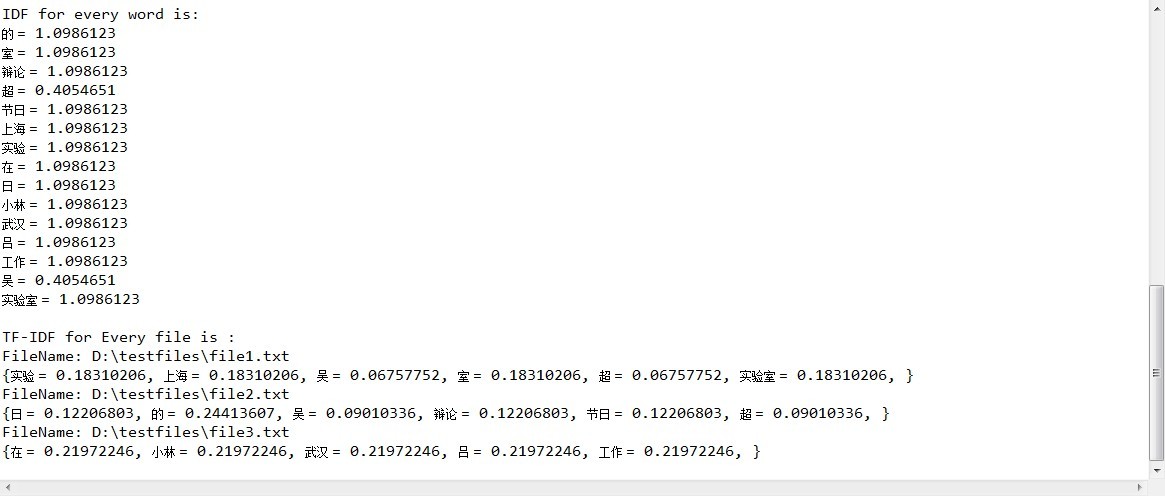 IDF for every word is:
的= 1.0986123
室= 1.0986123
辩论= 1.0986123
超= 0.4054651
节日= 1.0986123
上海= 1.0986123
实验= 1.0986123
在= 1.0986123
日= 1.0986123
小林= 1.0986123
武汉= 1.0986123
吕= 1.0986123
工作= 1.0986123
吴= 0.4054651
实验室= 1.0986123
TF-IDF for Every file is :
FileName: D:\testfiles\file1.txt
{实验= 0.18310206, 上海= 0.18310206, 吴= 0.06757752, 室= 0.18310206, 超= 0.06757752, 实验室= 0.18310206, }
FileName: D:\testfiles\file2.txt
{日= 0.12206803, 的= 0.24413607, 吴= 0.09010336, 辩论= 0.12206803, 节日= 0.12206803, 超= 0.09010336, }
FileName: D:\testfiles\file3.txt
{在= 0.21972246, 小林= 0.21972246, 武汉= 0.21972246, 吕= 0.21972246, 工作= 0.21972246, }